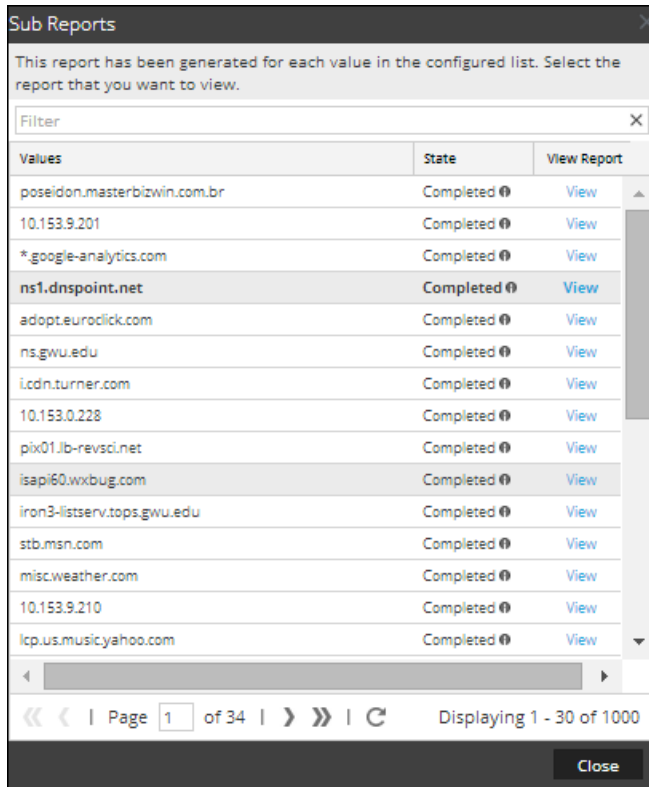 Sub Reports
This report has been generated for each value in the configured list. Select the
report that you want to view.
Filter
Values State View Report
poseidon.masterbizwin.com.br Completed View
10.153.9.201 Completed View
*.google-analytics.com Completed View
ns1.dnspoint.net Completed View
adopt.euroclick.com Completed View
ns.gwu.edu Completed View
i.cdn.turner.com Completed View
10.153.0.228 Completed View
pix01.lb-revsci.net Completed View
isapi60.wxbug.com Completed View
iron3-listserv.tops.gwu.edu Completed View
stb.msn.com Completed View
misc.weather.com Completed View
10.153.9.210 Completed View
lcp.us.music.yahoo.com Completed View
| Page 1 of 34 | | Displaying 1 - 30 of 1000
Close